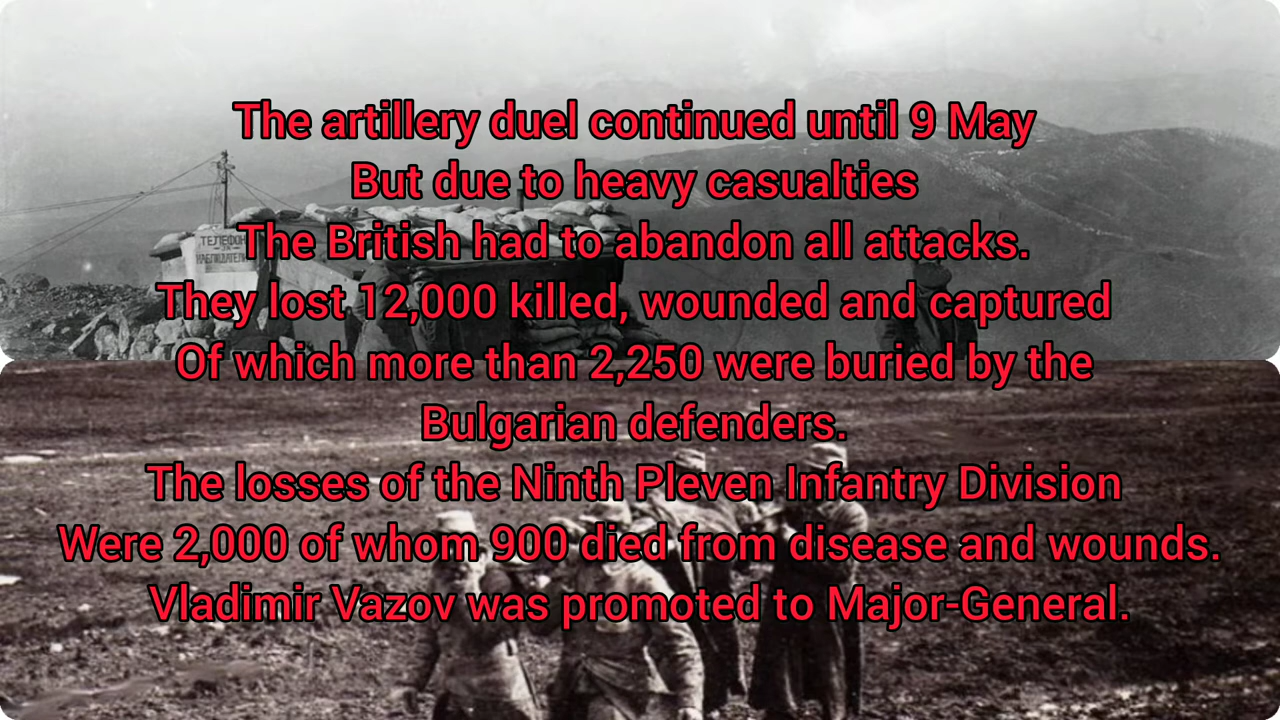 The artillery duel continued until 9 May
But due to heavy casualties
ТЕЛЕФОН
The British had to abandon all attacks.
They lost 12,000 killed, wounded and captured
Of which more than 2,250 were buried by the
Bulgarian defenders.
The losses of the Ninth Pleven Infantry Division
Were 2,000 of whom 900 died from disease and wounds.
Vladimir Vazov was promoted to Major-General.